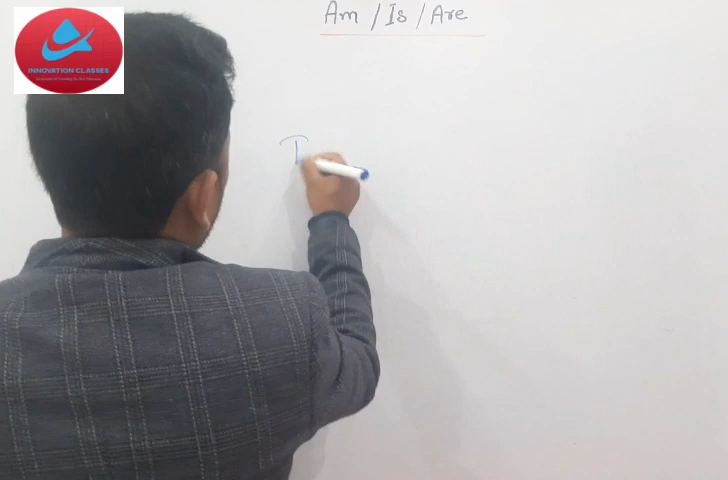 Am / Is / Are
I
INNOVATION CLASSES